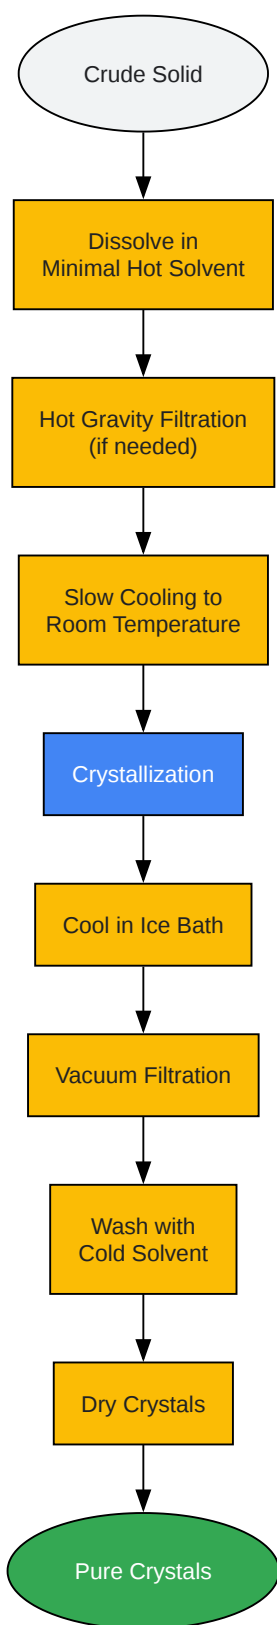 Crude Solid
Dissolve in
Minimal Hot Solvent
Hot Gravity Filtration
(if needed)
Slow Cooling to
Room Temperature
Crystallization
Cool in Ice Bath
Vacuum Filtration
Wash with
Cold Solvent
Dry Crystals
Pure Crystals